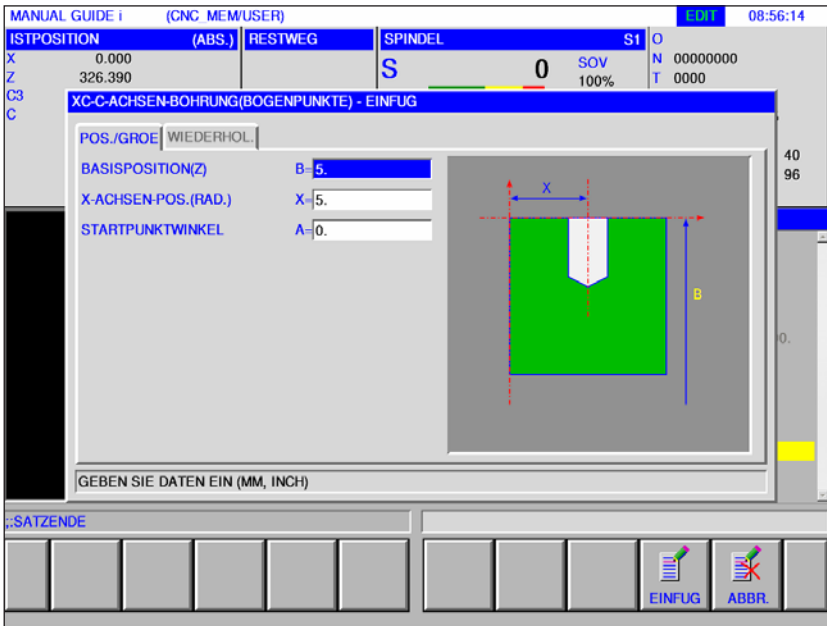 MANUAL GUIDE i (CNC_MEM/USER) EDIT 08:56:14
ISTPOSITION (ABS.) RESTWEG SPINDEL S1 O
X 0.000 S 0 SOV N 00000000
Z 326.390 100% T 0000
C3
C
XC-C-ACHSEN-BOHRUNG(BOGENPUNKTE) - EINFUG
POS./GROE WIEDERHOL.
BASISPOSITION(Z) B= 5.
X-ACHSEN-POS.(RAD.) X= 5.
STARTPUNKTWINKEL A= 0.
X
B
40
96
0.
GEBEN SIE DATEN EIN (MM, INCH)
;:SATZENDE
EINFUG ABBR.